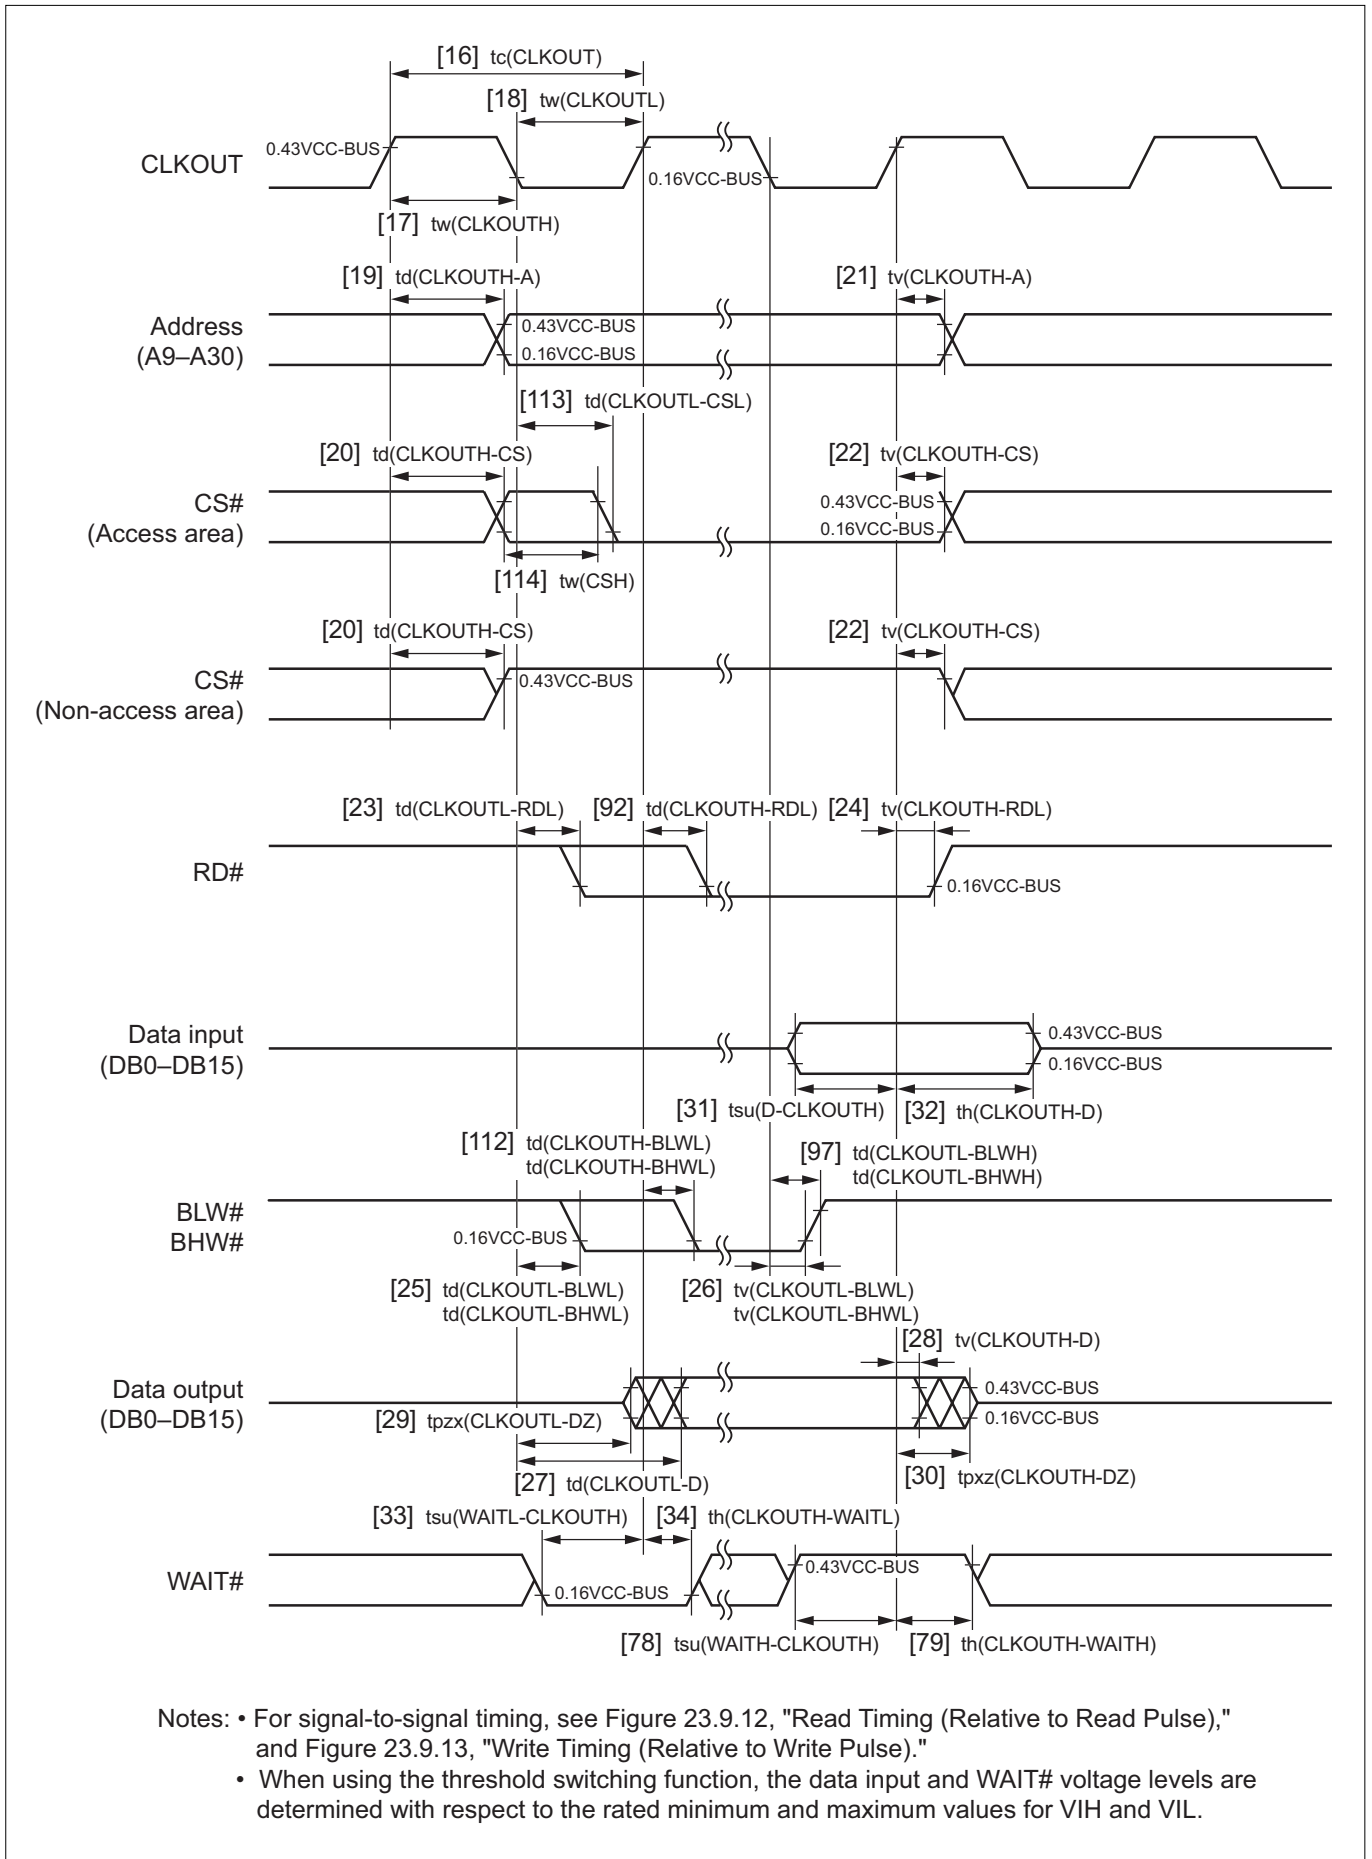 [16] tc(CLKOUT)
[18] tw(CLKOUTL)
0.43VCC-BUS
CLKOUT
0.16VCC-BUS
[17] tw(CLKOUTH)
[19] td(CLKOUTH-A)
[21] tv(CLKOUTH-A)
Address
(A9–A30)
0.43VCC-BUS
0.16VCC-BUS
[113] td(CLKOUTL-CSL)
[20] td(CLKOUTH-CS)
[22] tv(CLKOUTH-CS)
CS#
(Access area)
0.43VCC-BUS
0.16VCC-BUS
[114] tw(CSH)
[20] td(CLKOUTH-CS)
[22] tv(CLKOUTH-CS)
CS#
(Non-access area)
0.43VCC-BUS
[23] td(CLKOUTL-RDL)
[92] td(CLKOUTH-RDL)
[24] tv(CLKOUTH-RDL)
RD#
0.16VCC-BUS
Data input
(DB0–DB15)
0.43VCC-BUS
0.16VCC-BUS
[31] tsu(D-CLKOUTH)
[32] th(CLKOUTH-D)
[112] td(CLKOUTH-BLWL)
td(CLKOUTH-BHWL)
[97] td(CLKOUTL-BLWH)
td(CLKOUTL-BHWH)
BLW#
BHW#
0.16VCC-BUS
[25] td(CLKOUTL-BLWL)
td(CLKOUTL-BHWL)
[26] tv(CLKOUTL-BLWL)
tv(CLKOUTL-BHWL)
[28] tv(CLKOUTH-D)
Data output
(DB0–DB15)
0.43VCC-BUS
0.16VCC-BUS
[29] tpzx(CLKOUTL-DZ)
[27] td(CLKOUTL-D)
[30] tpxz(CLKOUTH-DZ)
[33] tsu(WAITL-CLKOUTH)
[34] th(CLKOUTH-WAITL)
WAIT#
0.16VCC-BUS
0.43VCC-BUS
[78] tsu(WAITH-CLKOUTH)
[79] th(CLKOUTH-WAITH)
Notes: • For signal-to-signal timing, see Figure 23.9.12, "Read Timing (Relative to Read Pulse),"
and Figure 23.9.13, "Write Timing (Relative to Write Pulse)."
• When using the threshold switching function, the data input and WAIT# voltage levels are
determined with respect to the rated minimum and maximum values for VIH and VIL.